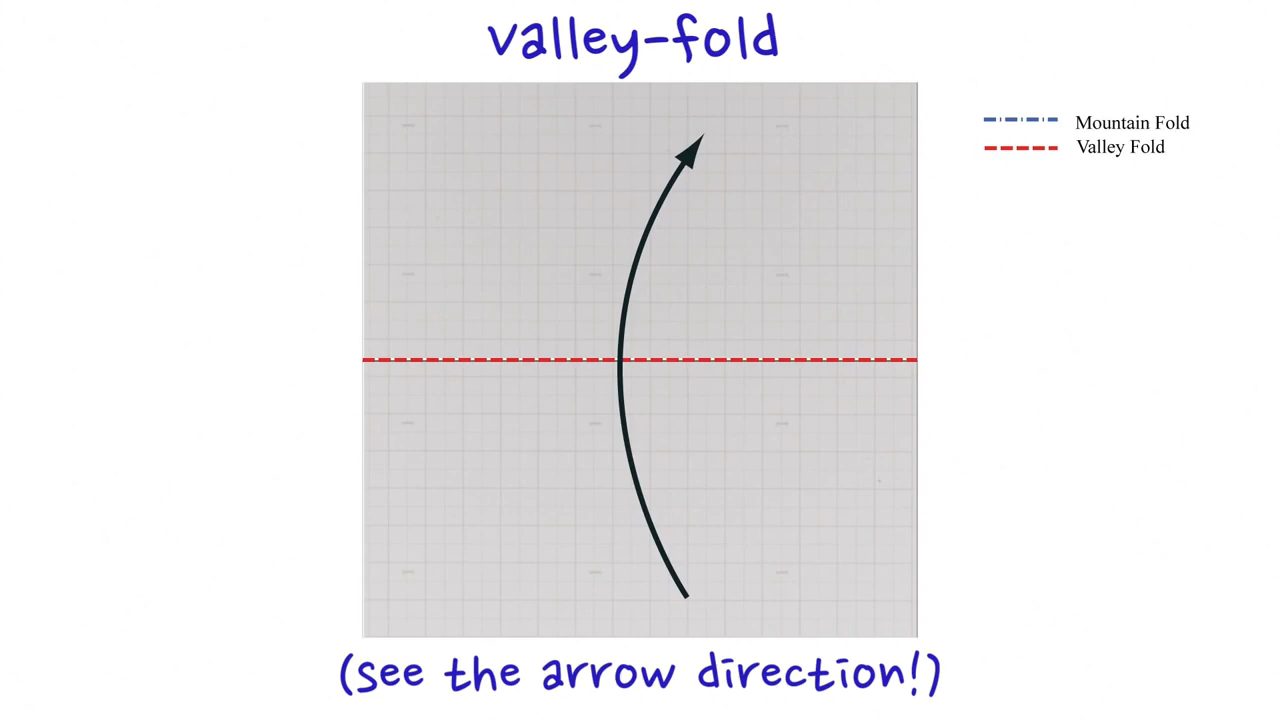 valley-fold
Mountain Fold
Valley Fold
(see the arrow direction!)